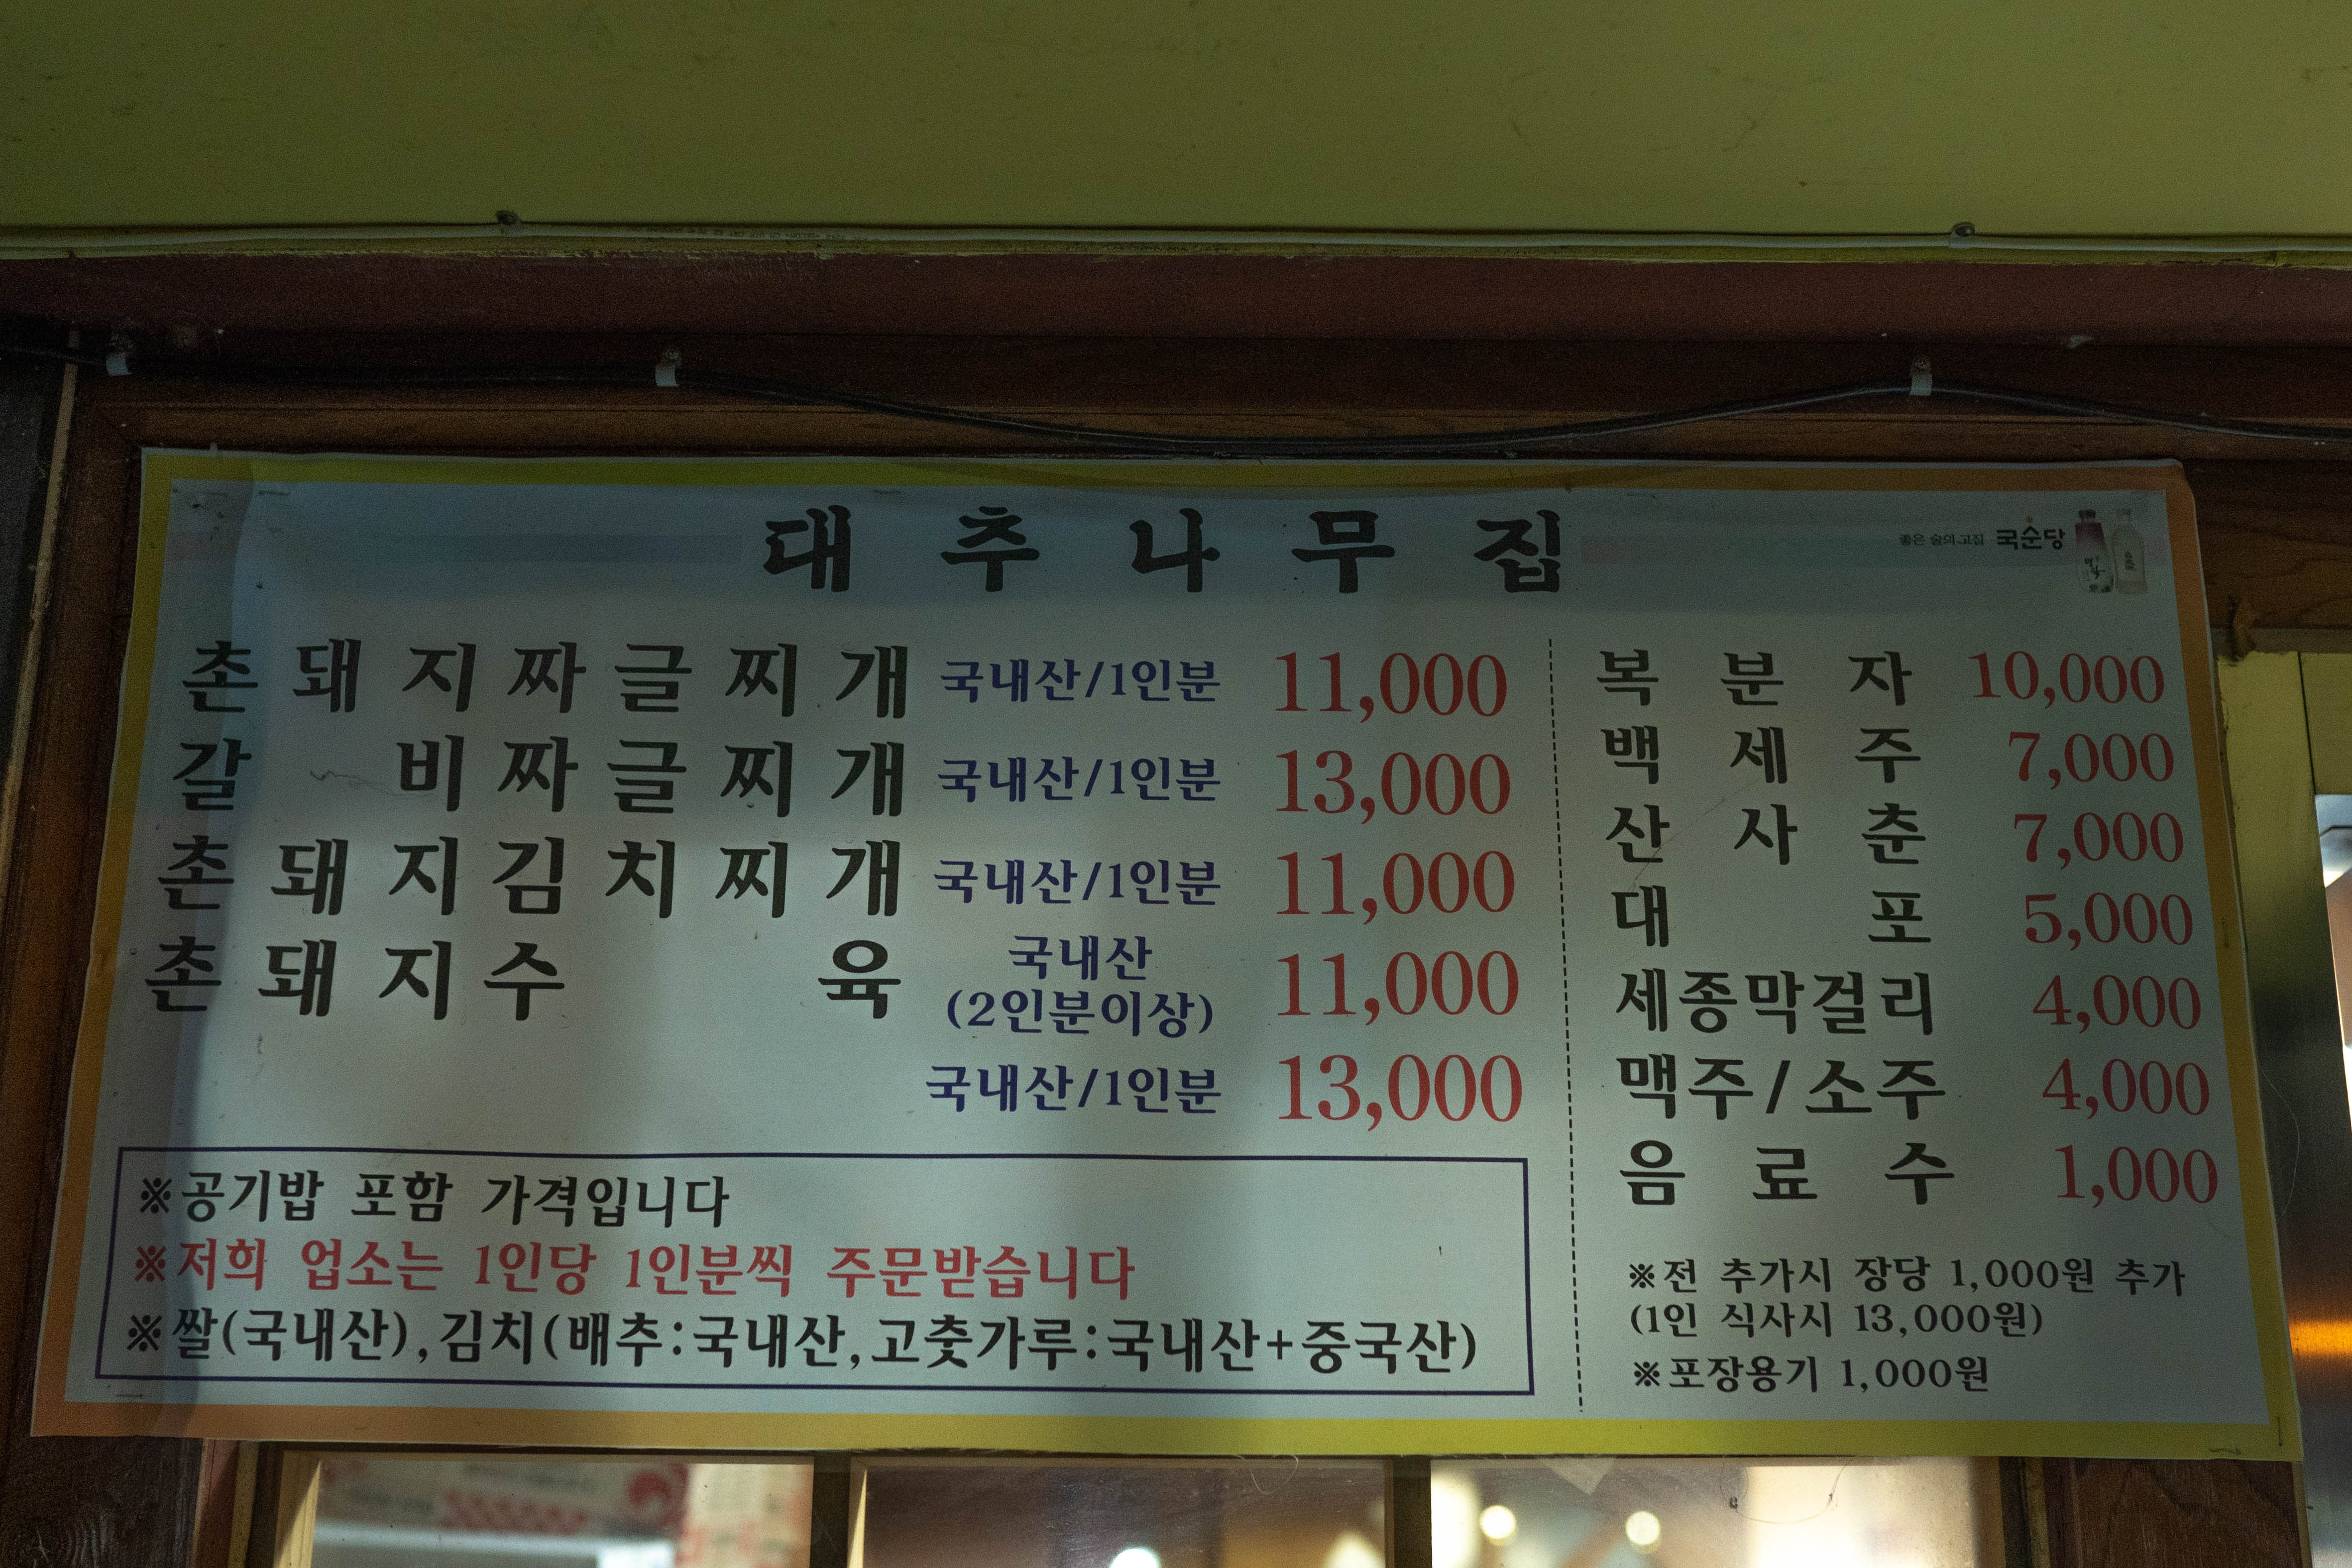 대추나무집
좋은 술의 고집 국순당
촌돼지짜글찌개 국내산/1인분 11,000
갈비짜글찌개 국내산/1인분 13,000
촌돼지김치찌개 국내산/1인분 11,000
촌돼지수육 국내산 (2인분이상) 11,000
국내산/1인분 13,000
※공기밥 포함 가격입니다
※저희 업소는 1인당 1인분씩 주문받습니다
※쌀(국내산),김치(배추:국내산,고춧가루:국내산+중국산)
복분자 10,000
백세주 7,000
산사춘 7,000
대포 5,000
세종막걸리 4,000
맥주/소주 4,000
음료수 1,000
※전 추가시 장당 1,000원 추가
(1인 식사시 13,000원)
※포장용기 1,000원